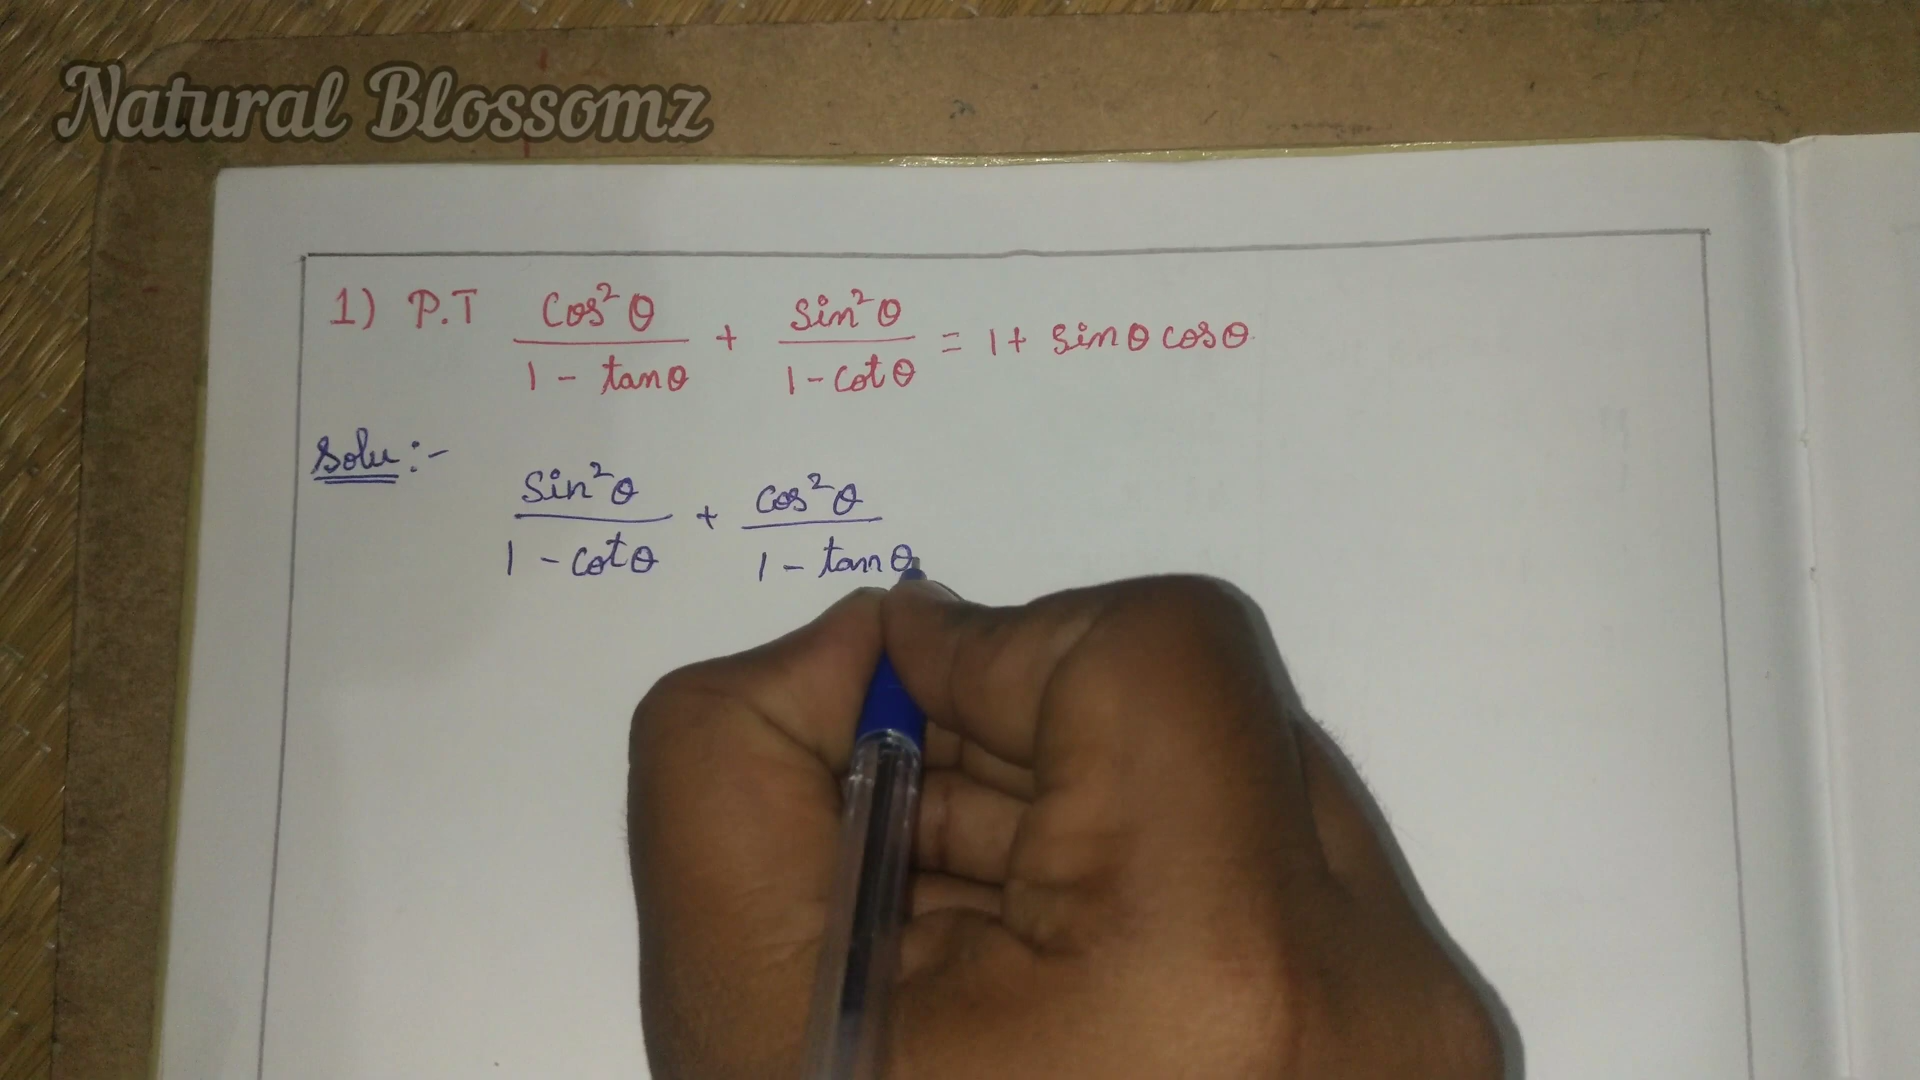 Natural Blossomz
1) P.T Cos²θ / 1 - tanθ + Sin²θ / 1 - Cotθ = 1 + Sinθ cosθ
Solu :-
Sin²θ / 1 - Cotθ + Cos²θ / 1 - tanθ